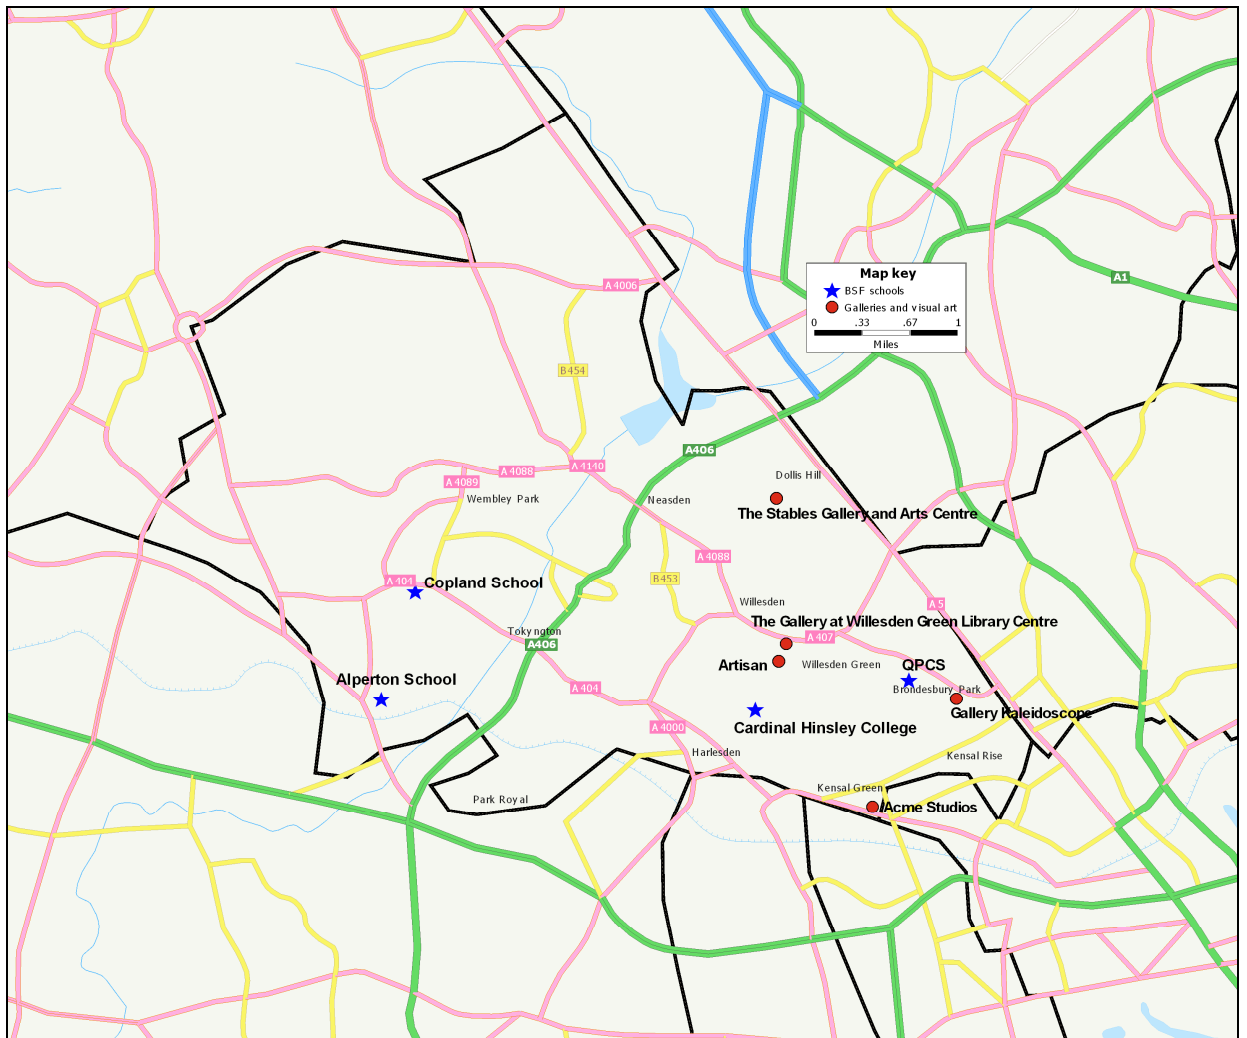 Map key
BSF schools
Galleries and visual art
0 .33 .67 1
Miles
A1
A 4006
B454
A406
A 4140
A 4088
A 4089
Wembley Park
Neasden
Dollis Hill
The Stables Gallery and Arts Centre
A 4088
B453
A 404
Copland School
Willesden
A 5
The Gallery at Willesden Green Library Centre
Tokyngton
A406
A 407
Artisan
Willesden Green
QPCS
Alperton School
A 404
Brondesbury Park
Gallery Kaleidoscope
A 4000
Cardinal Hinsley College
Harlesden
Kensal Rise
Park Royal
Kensal Green
Acme Studios